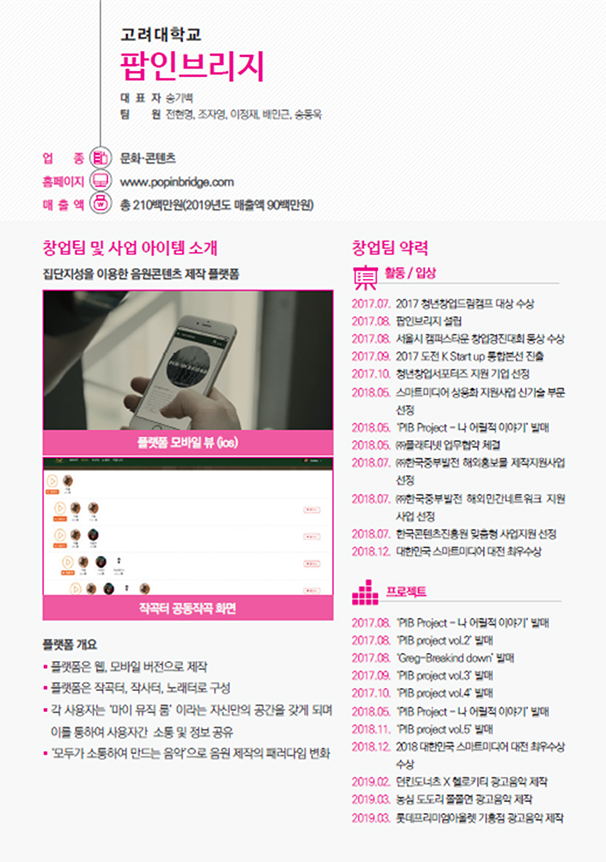 고려대학교
팝인브리지
대 표 자 송기백
팀 원 전현명, 조자영, 이정재, 배민근, 송동욱
업 종 문화·콘텐츠
홈페이지 www.popinbridge.com
매 출 액 총 210백만원(2019년도 매출액 90백만원)
창업팀 및 사업 아이템 소개
집단지성을 이용한 음원콘텐츠 제작 플랫폼
플랫폼 모바일 뷰 (ios)
작곡터 공동작곡 화면
플랫폼 개요
▪ 플랫폼은 웹, 모바일 버전으로 제작
▪ 플랫폼은 작곡터, 작사터, 노래터로 구성
▪ 각 사용자는 '마이 뮤직 룸' 이라는 자신만의 공간을 갖게 되며
이를 통하여 사용자간 소통 및 정보 공유
▪ '모두가 소통하여 만드는 음악'으로 음원 제작의 패러다임 변화
창업팀 약력
활동 / 입상
2017.07. 2017 청년창업드림캠프 대상 수상
2017.08. 팝인브리지 설립
2017.08. 서울시 캠퍼스타운 창업경진대회 동상 수상
2017.09. 2017 도전 K Start up 통합본선 진출
2017.10. 청년창업서포터즈 지원 기업 선정
2018.05. 스마트미디어 상용화 지원사업 신기술 부문
선정
2018.05. 'PIB Project - 나 어릴적 이야기' 발매
2018.05. ㈜플래티넷 업무협약 체결
2018.07. ㈜한국중부발전 해외홍보물 제작지원사업
선정
2018.07. ㈜한국중부발전 해외민간네트워크 지원
사업 선정
2018.07. 한국콘텐츠진흥원 맞춤형 사업지원 선정
2018.12. 대한민국 스마트미디어 대전 최우수상
프로젝트
2017.08. 'PIB Project - 나 어릴적 이야기' 발매
2017.08. 'PIB project vol.2' 발매
2017.08. 'Greg-Breakind down' 발매
2017.09. 'PIB project vol.3' 발매
2017.10. 'PIB project vol.4' 발매
2018.05. 'PIB Project - 나 어릴적 이야기' 발매
2018.11. 'PIB project vol.5' 발매
2018.12. 2018 대한민국 스마트미디어 대전 최우수상
수상
2019.02. 던킨도너츠 X 헬로키티 광고음악 제작
2019.03. 농심 도도리 쫄쫄면 광고음악 제작
2019.03. 롯데프리미엄아울렛 기흥점 광고음악 제작